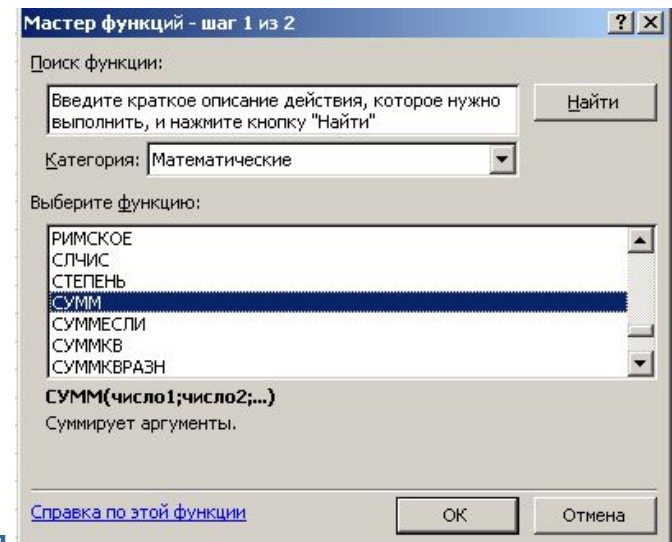 Мастер функций - шаг 1 из 2
Поиск функции:
Введите краткое описание действия, которое нужно
выполнить, и нажмите кнопку "Найти"
Найти
Категория: Математические
Выберите функцию:
РИМСКОЕ
СЛЧИС
СТЕПЕНЬ
СУММ
СУММЕСЛИ
СУММКВ
СУММКВРАЗН
СУММ(число1;число2;...)
Суммирует аргументы.
Справка по этой функции
ОК
Отмена